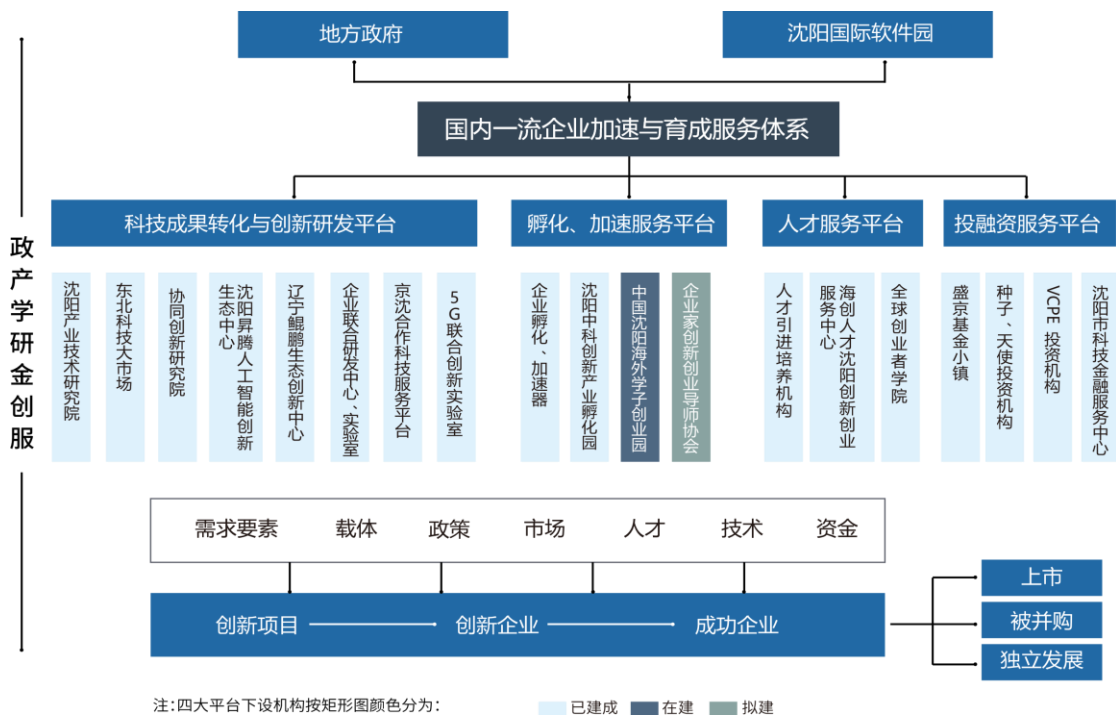 地方政府
沈阳国际软件园
国内一流企业加速与育成服务体系
政产学研金创服
科技成果转化与创新研发平台
孵化、加速服务平台
人才服务平台
投融资服务平台
沈阳产业技术研究院
东北科技大市场
协同创新研究院
沈阳昇腾人工智能创新
生态中心
辽宁鲲鹏生态创新中心
企业联合研发中心、实验室
京沈合作科技服务平台
5G联合创新实验室
企业孵化、加速器
沈阳中科创新产业孵化园
中国沈阳海外学子创业园
企业家创新创业导师协会
人才引进培养机构
海创人才沈阳创新创业
服务中心
全球创业者学院
盛京基金小镇
种子、天使投资机构
VCPE 投资机构
沈阳市科技金融服务中心
需求要素 载体 政策 市场 人才 技术 资金
创新项目 创新企业 成功企业
上市
被并购
独立发展
注:四大平台下设机构按矩形图颜色分为: 已建成 在建 拟建